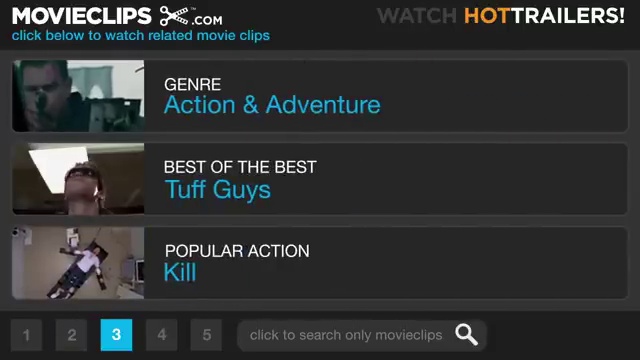 MOVIECLIPS .COM
WATCH HOTTRAILERS!
click below to watch related movie clips
GENRE
Action & Adventure
BEST OF THE BEST
Tuff Guys
POPULAR ACTION
Kill
1 2 3 4 5
click to search only movieclips